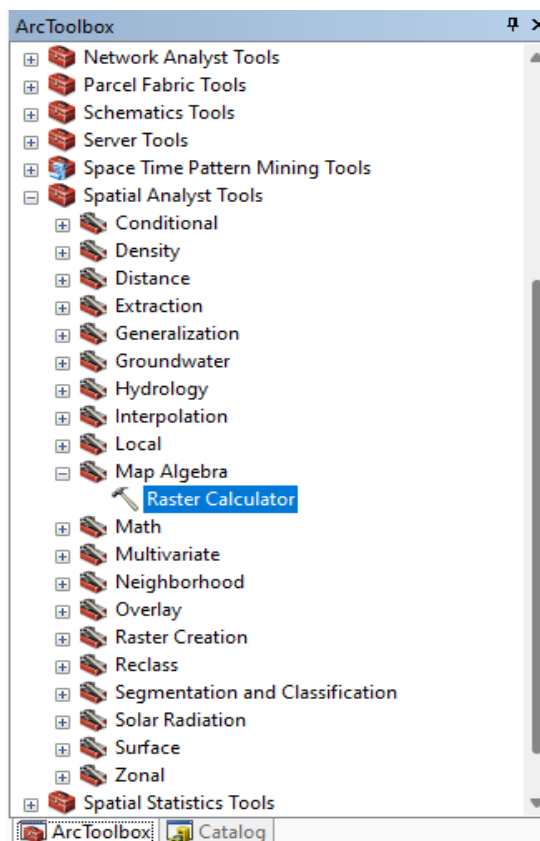 ArcToolbox
Network Analyst Tools
Parcel Fabric Tools
Schematics Tools
Server Tools
Space Time Pattern Mining Tools
Spatial Analyst Tools
Conditional
Density
Distance
Extraction
Generalization
Groundwater
Hydrology
Interpolation
Local
Map Algebra
Raster Calculator
Math
Multivariate
Neighborhood
Overlay
Raster Creation
Reclass
Segmentation and Classification
Solar Radiation
Surface
Zonal
Spatial Statistics Tools
ArcToolbox Catalog